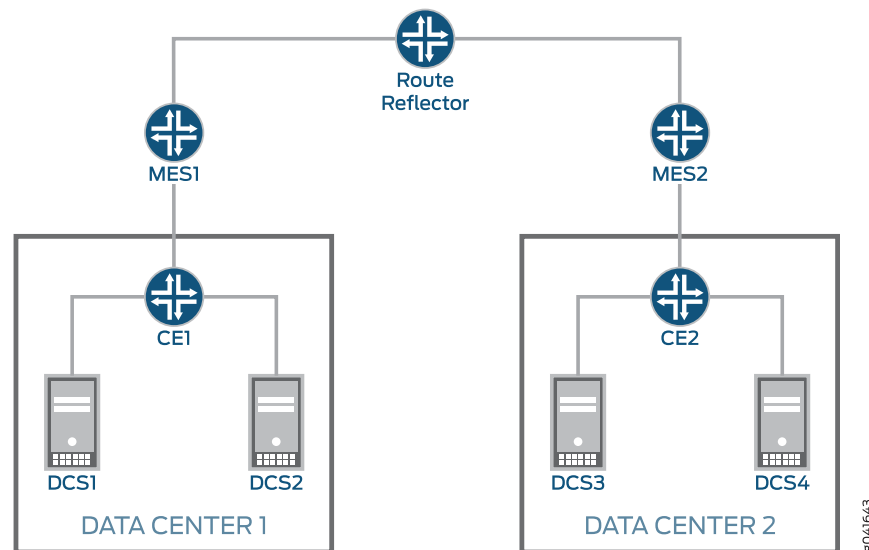 Route
Reflector
MES1
MES2
CE1
CE2
DCS1
DCS2
DCS3
DCS4
DATA CENTER 1
DATA CENTER 2
g041643